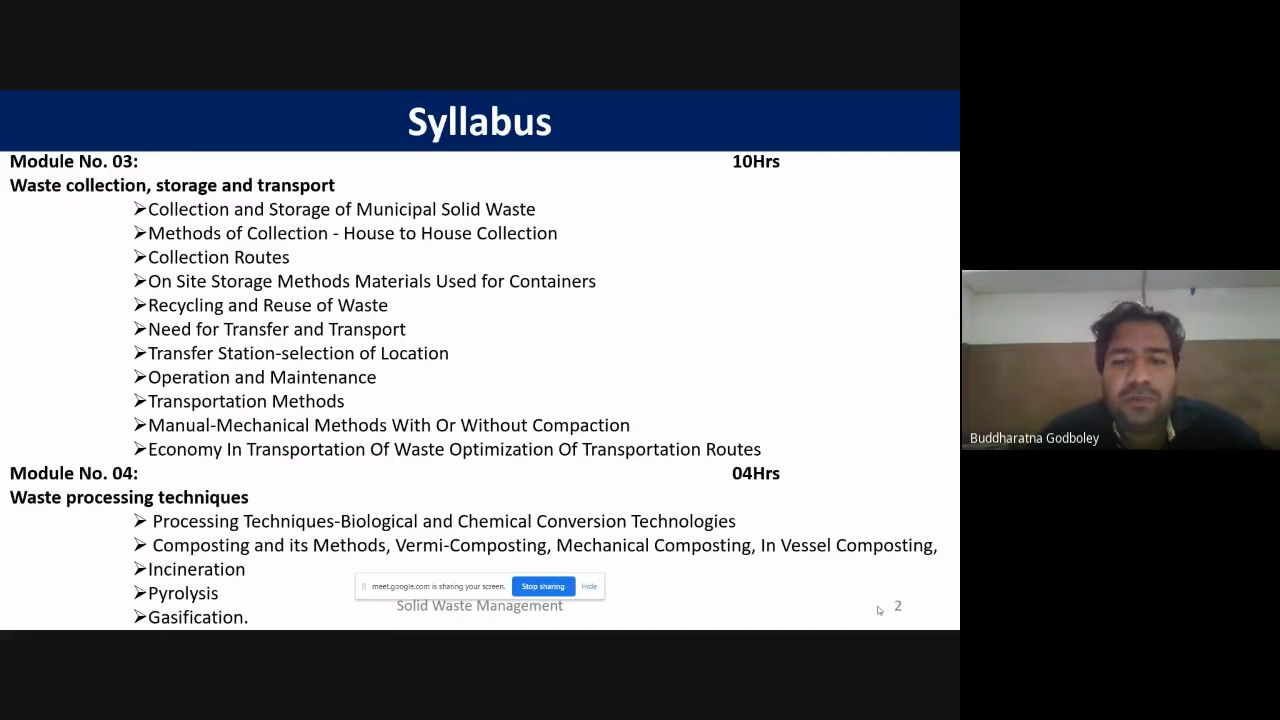 Syllabus
Module No. 03: 10Hrs
Waste collection, storage and transport
➢Collection and Storage of Municipal Solid Waste
➢Methods of Collection - House to House Collection
➢Collection Routes
➢On Site Storage Methods Materials Used for Containers
➢Recycling and Reuse of Waste
➢Need for Transfer and Transport
➢Transfer Station-selection of Location
➢Operation and Maintenance
➢Transportation Methods
➢Manual-Mechanical Methods With Or Without Compaction
➢Economy In Transportation Of Waste Optimization Of Transportation Routes
Module No. 04: 04Hrs
Waste processing techniques
➢ Processing Techniques-Biological and Chemical Conversion Technologies
➢ Composting and its Methods, Vermi-Composting, Mechanical Composting, In Vessel Composting,
➢Incineration
➢Pyrolysis
➢Gasification.
meet.google.com is sharing your screen. Stop sharing Hide
Solid Waste Management 2
Buddharatna Godboley